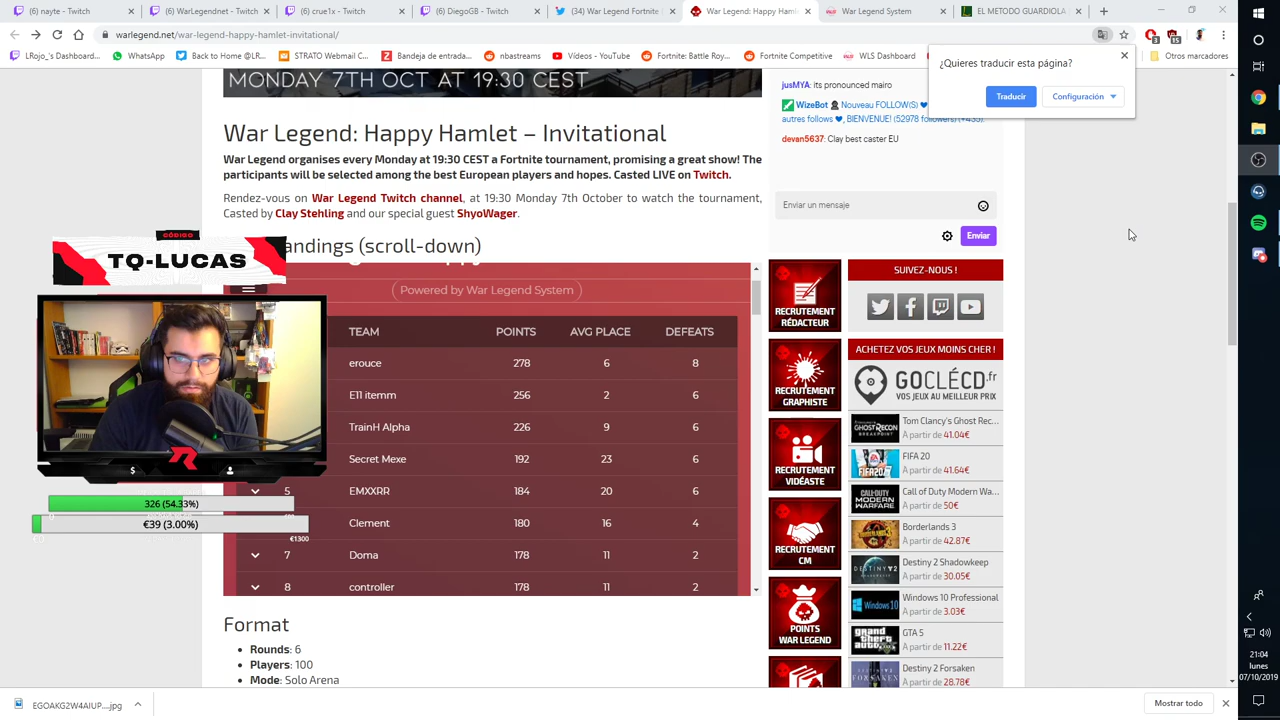 (6) nayte - Twitch
(6) WarLegendnet - Twitch
(6) crue1x - Twitch
(6) DiegoGB - Twitch
(34) War Legend Fortnite
War Legend: Happy Hamlet
War Legend System
EL METODO GUARDIOLA
warlegend.net/war-legend-happy-hamlet-invitational/
LRojo_'s Dashboard
WhatsApp
Back to Home @LR...
STRATO Webmail C...
Bandeja de entrada...
nbastreams
Vídeos - YouTube
Fortnite: Battle Roy...
Fortnite Competitive
WLS Dashboard
Otros marcadores
¿Quieres traducir esta página?
Traducir
Configuración
MONDAY 7TH OCT AT 19:30 CEST
jusMYA: its pronounced mairo
WizeBot Nouveau FOLLOW(S)
autres follows, BIENVENUE! (52978 followers) (+435).
devan5637: Clay best caster EU
Enviar un mensaje
Enviar
War Legend: Happy Hamlet – Invitational
War Legend organises every Monday at 19:30 CEST a Fortnite tournament, promising a great show! The
participants will be selected among the best European players and hopes. Casted LIVE on Twitch.
Rendez-vous on War Legend Twitch channel, at 19:30 Monday 7th October to watch the tournament,
Casted by Clay Stehling and our special guest ShyoWager.
andings (scroll-down)
CÓDIGO
TQ-LUCAS
Powered by War Legend System
TEAM POINTS AVG PLACE DEFEATS
erouce 278 6 8
E11 itemm 256 2 6
TrainH Alpha 226 9 6
Secret Mexe 192 23 6
5 EMXXRR 184 20 6
Clement 180 16 4
7 Doma 178 11 2
8 controller 178 11 2
326 (54.33%)
€39 (3.00%)
€1300
Format
Rounds: 6
Players: 100
Mode: Solo Arena
RECRUTEMENT
RÉDACTEUR
RECRUTEMENT
GRAPHISTE
RECRUTEMENT
VIDÉASTE
RECRUTEMENT
CM
POINTS
WAR LEGEND
SUIVEZ-NOUS !
ACHETEZ VOS JEUX MOINS CHER !
GOCLÉCD.fr
VOS JEUX AU MEILLEUR PRIX
Tom Clancy's Ghost Rec...
À partir de 41.04€
FIFA 20
À partir de 41.64€
Call of Duty Modern Wa...
À partir de 50€
Borderlands 3
À partir de 42.87€
Destiny 2 Shadowkeep
À partir de 30.05€
Windows 10 Professional
À partir de 3.03€
GTA 5
À partir de 11.22€
Destiny 2 Forsaken
À partir de 28.78€
EGOAKG2W4AIUP....jpg
Mostrar todo
21:04
lunes
07/10/2019